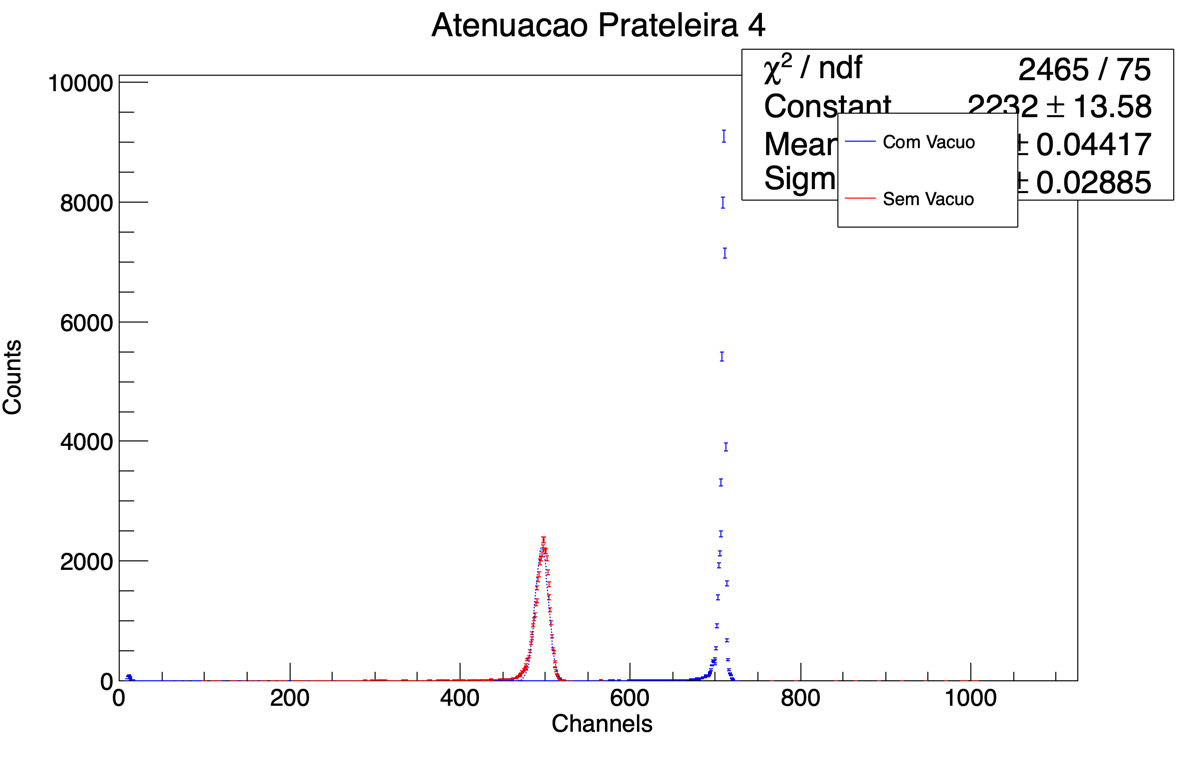 Atenuacao Prateleira 4
χ² / ndf 2465 / 75
Constant 2232 ± 13.58
± 0.04417
± 0.02885
Com Vacuo
Sem Vacuo
10000
8000
6000
4000
2000
0
Counts
0 200 400 600 800 1000
Channels